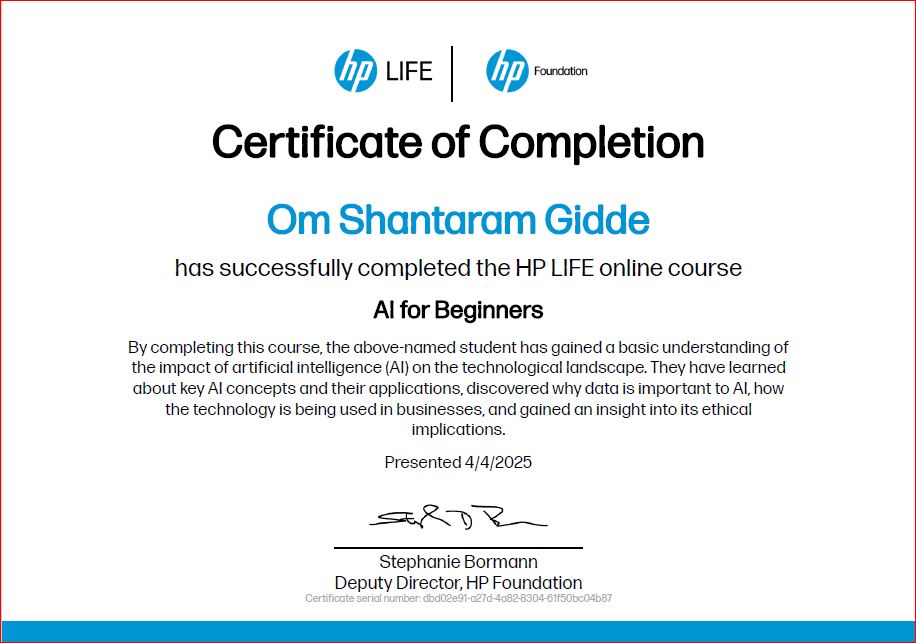 hp LIFE hp Foundation
Certificate of Completion
Om Shantaram Gidde
has successfully completed the HP LIFE online course
AI for Beginners
By completing this course, the above-named student has gained a basic understanding of
the impact of artificial intelligence (AI) on the technological landscape. They have learned
about key AI concepts and their applications, discovered why data is important to AI, how
the technology is being used in businesses, and gained an insight into its ethical
implications.
Presented 4/4/2025
Stephanie Bormann
Deputy Director, HP Foundation
Certificate serial number: dbd02e91-a27d-4a82-8304-61f50bc04b87